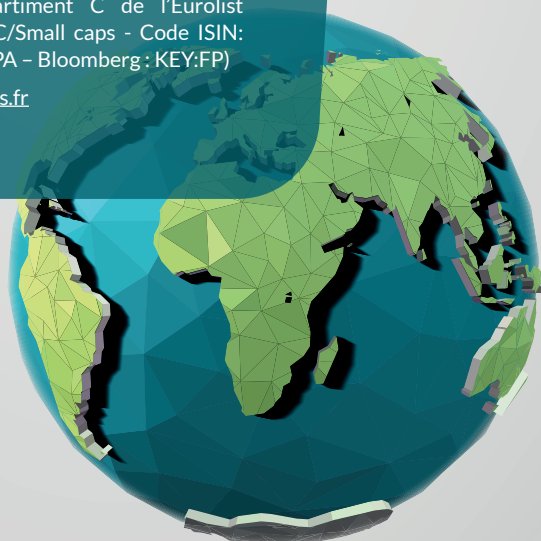 artiment C de l'Eurolist
C/Small caps - Code ISIN:
PA – Bloomberg : KEY:FP)
s.fr